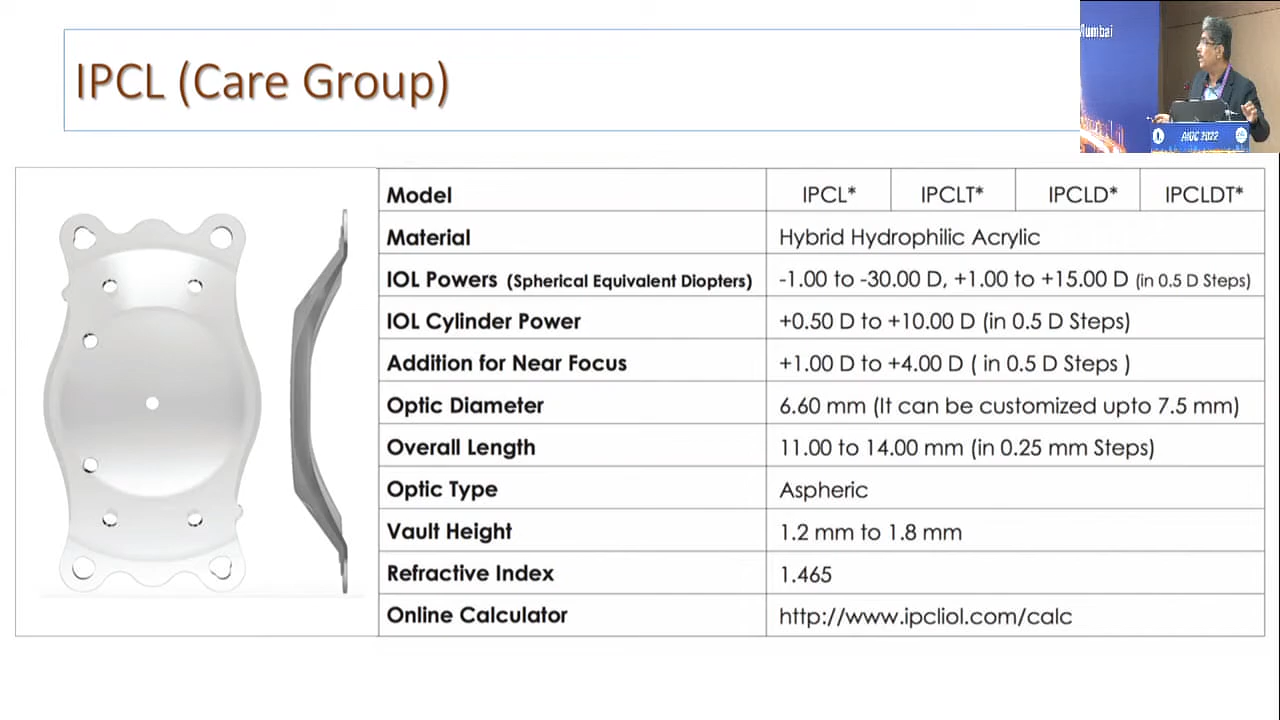 IPCL (Care Group)
Mumbai
AIOC 2022
Model IPCL* IPCLT* IPCLD* IPCLDT*
Material Hybrid Hydrophilic Acrylic
IOL Powers (Spherical Equivalent Diopters) -1.00 to -30.00 D, +1.00 to +15.00 D (in 0.5 D Steps)
IOL Cylinder Power +0.50 D to +10.00 D (in 0.5 D Steps)
Addition for Near Focus +1.00 D to +4.00 D ( in 0.5 D Steps )
Optic Diameter 6.60 mm (It can be customized upto 7.5 mm)
Overall Length 11.00 to 14.00 mm (in 0.25 mm Steps)
Optic Type Aspheric
Vault Height 1.2 mm to 1.8 mm
Refractive Index 1.465
Online Calculator http://www.ipcliol.com/calc